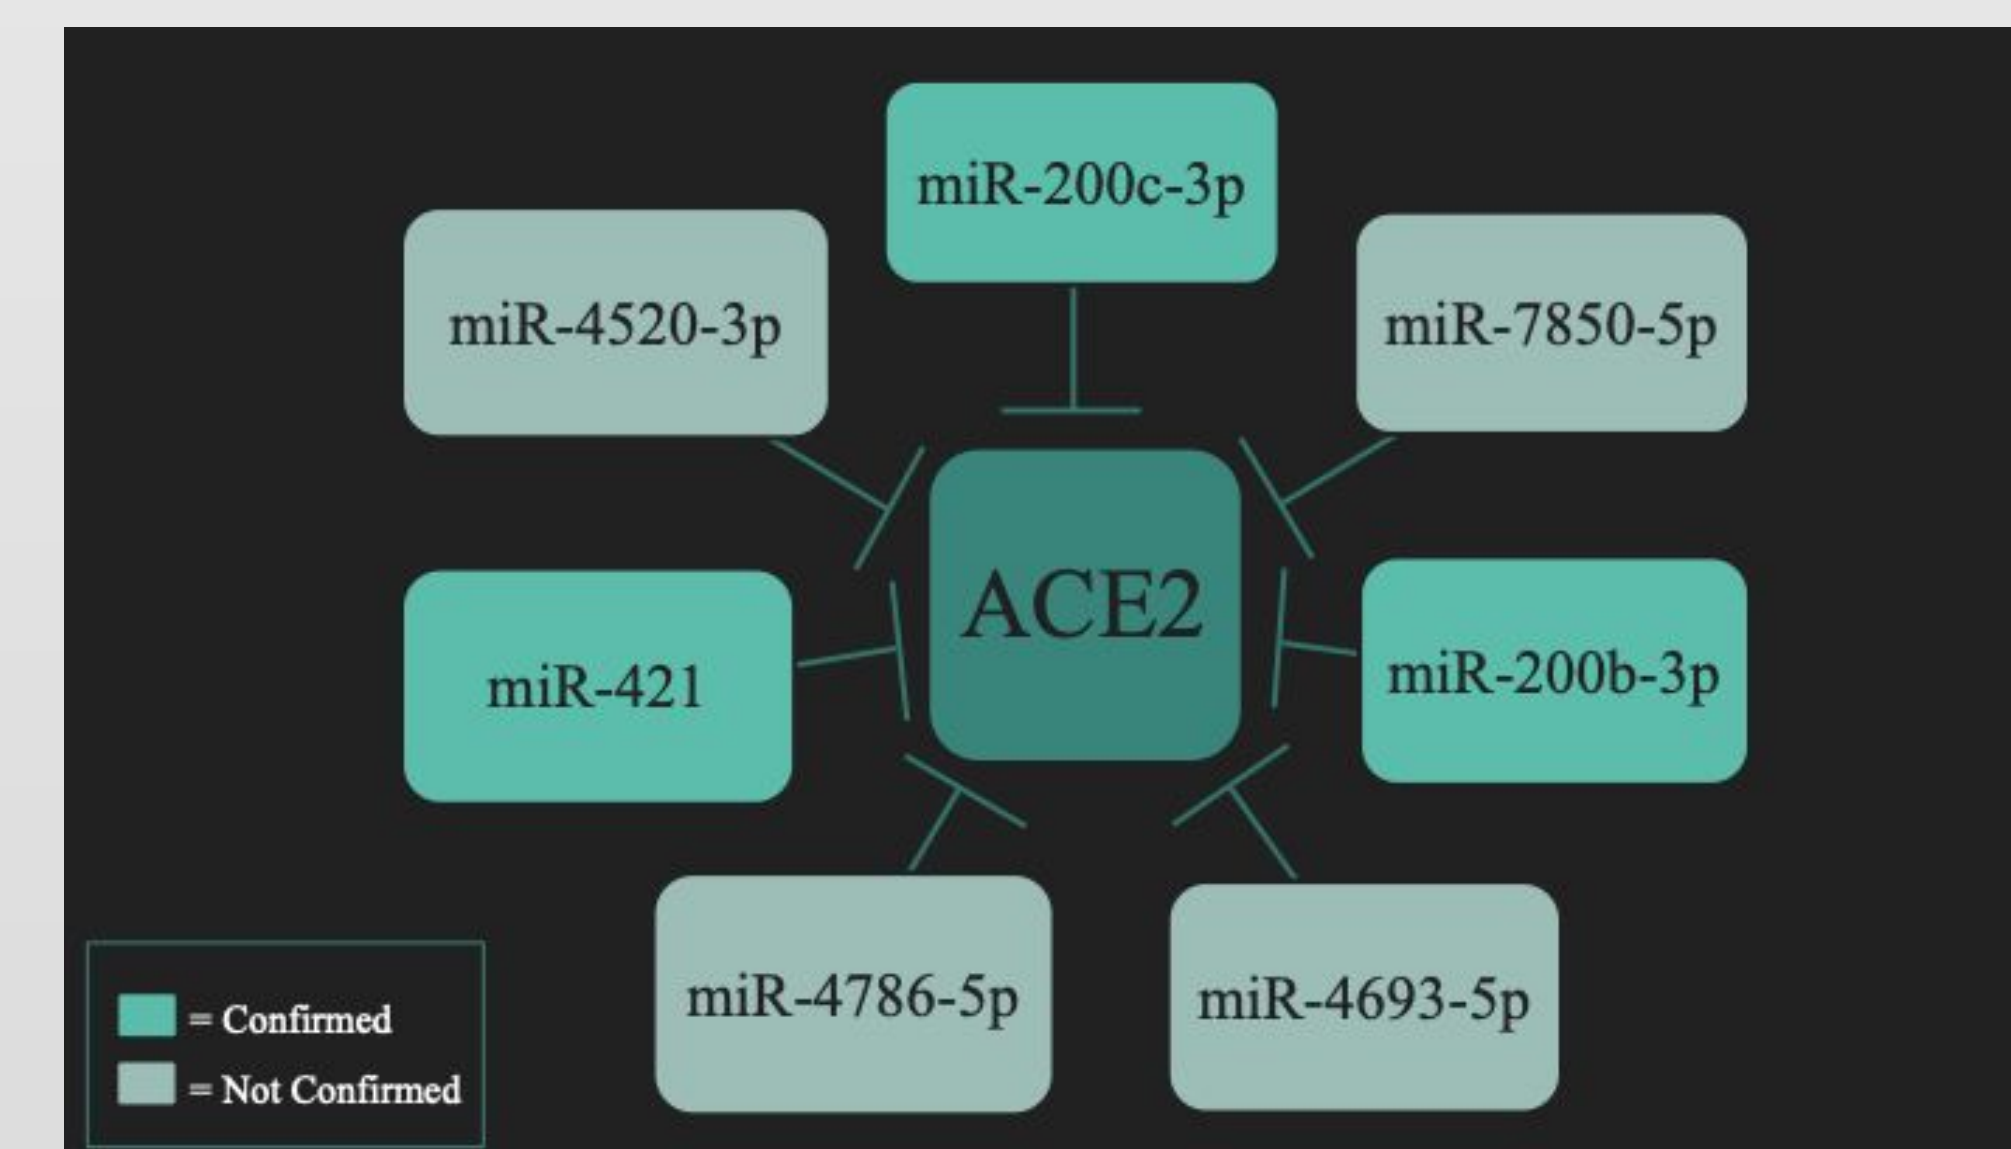 miR-200c-3p
miR-4520-3p
miR-7850-5p
ACE2
miR-421
miR-200b-3p
miR-4786-5p
miR-4693-5p
= Confirmed
= Not Confirmed